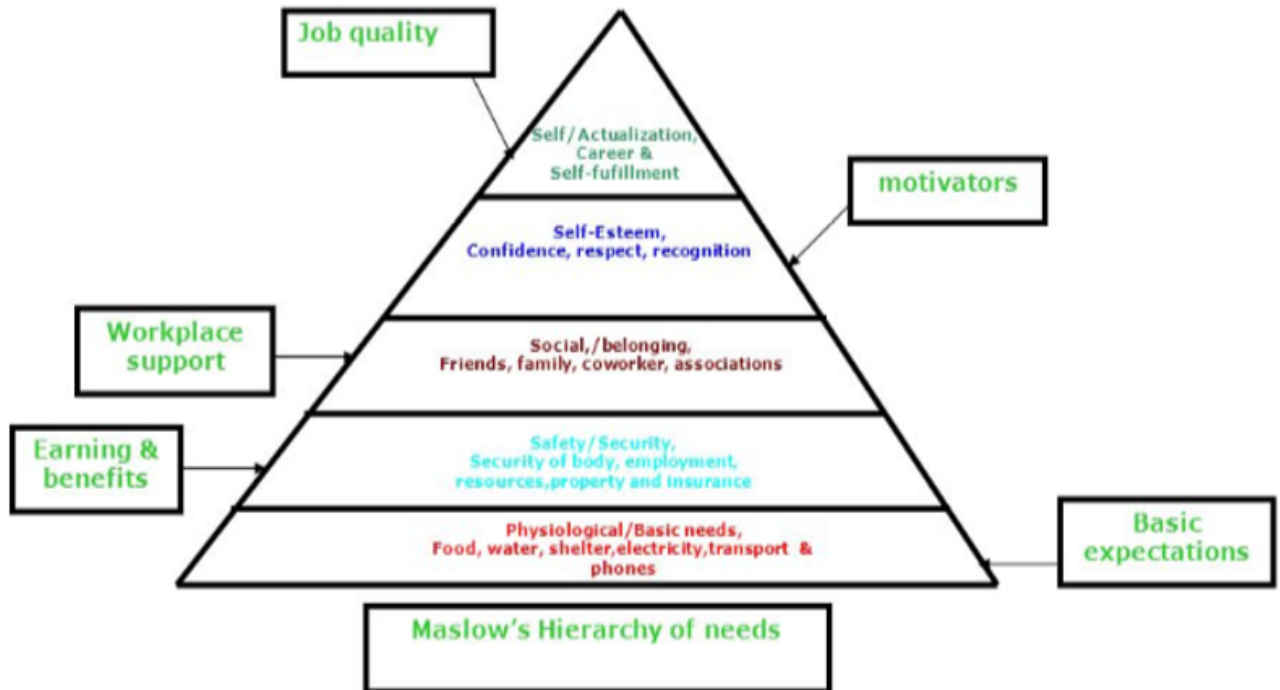 Job quality
Self/Actualization,
Career &
Self-fufillment
motivators
Self-Esteem,
Confidence, respect, recognition
Workplace
support
Social,/belonging,
Friends, family, coworker, associations
Earning &
benefits
Safety/Security,
Security of body, employment,
resources,property and insurance
Physiological/Basic needs,
Food, water, shelter,electricity,transport &
phones
Basic
expectations
Maslow's Hierarchy of needs